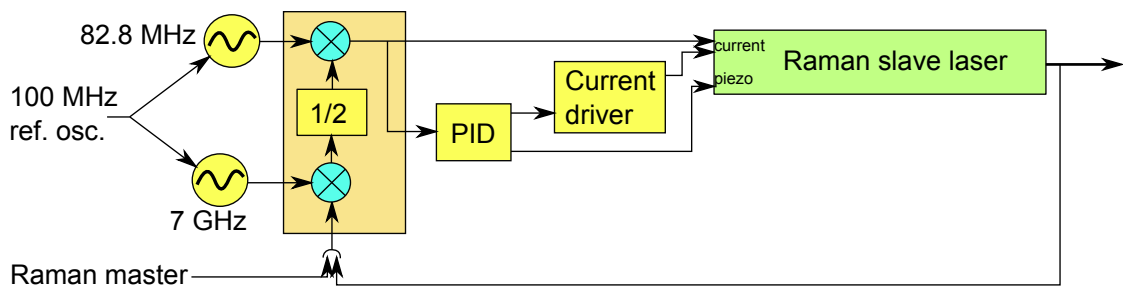 82.8 MHz
100 MHz
ref. osc.
7 GHz
1/2
PID
Current
driver
current
piezo
Raman slave laser
Raman master